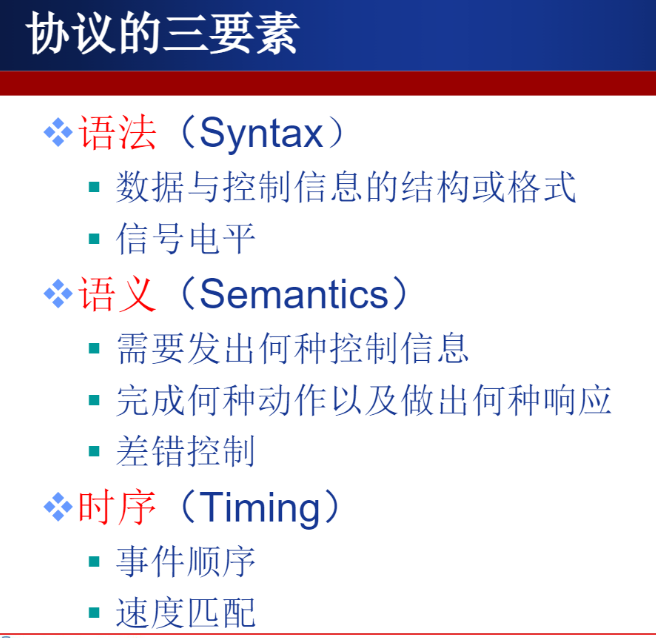 协议的三要素
语法（Syntax）
数据与控制信息的结构或格式
信号电平
语义（Semantics）
需要发出何种控制信息
完成何种动作以及做出何种响应
差错控制
时序（Timing）
事件顺序
速度匹配